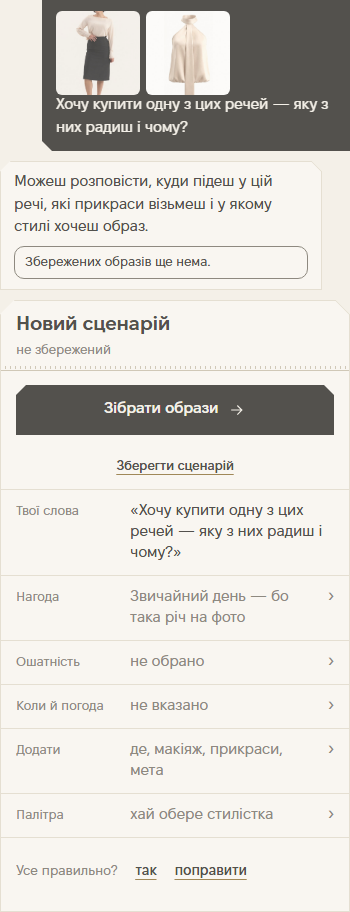 Хочу купити одну з цих речей — яку з
них радиш і чому?
Можеш розповісти, куди підеш у цій
речі, які прикраси візьмеш і у якому
стилі хочеш образ.
Збережених образів ще нема.
Новий сценарій
не збережений
Зібрати образи →
Зберегти сценарій
Твої слова
«Хочу купити одну з цих
речей — яку з них радиш і
чому?»
Нагода
Звичайний день — бо
така річ на фото
Ошатність
не обрано
Коли й погода
не вказано
Додати
де, макіяж, прикраси,
мета
Палітра
хай обере стилістка
Усе правильно? так поправити